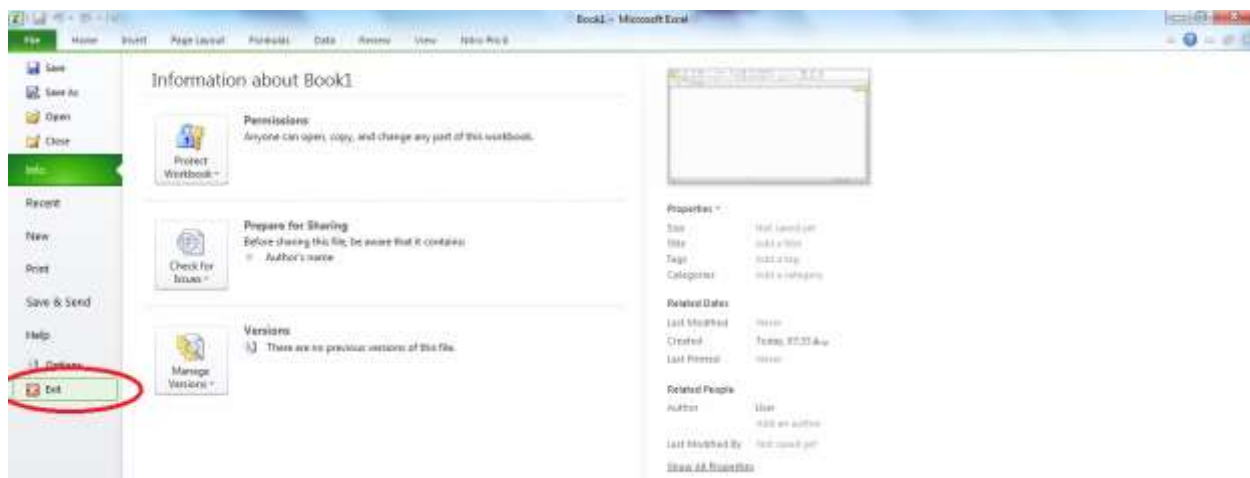 Book1 - Microsoft Excel
File Home Insert Page Layout Formulas Data Review View Nitro Pro 8
Save
Save As
Open
Close
Info
Recent
New
Print
Save & Send
Help
Options
Exit
Information about Book1
Permissions
Anyone can open, copy, and change any part of this workbook.
Protect
Workbook
Prepare for Sharing
Before sharing this file, be aware that it contains:
Author's name
Check for
Issues
Versions
There are no previous versions of this file.
Manage
Versions
Properties
Size Not saved yet
Title Add a title
Tags Add a tag
Categories Add a category
Related Dates
Last Modified Never
Created Today,
Last Printed Never
Related People
Author User
Add an author
Last Modified By Not saved yet
Show All Properties